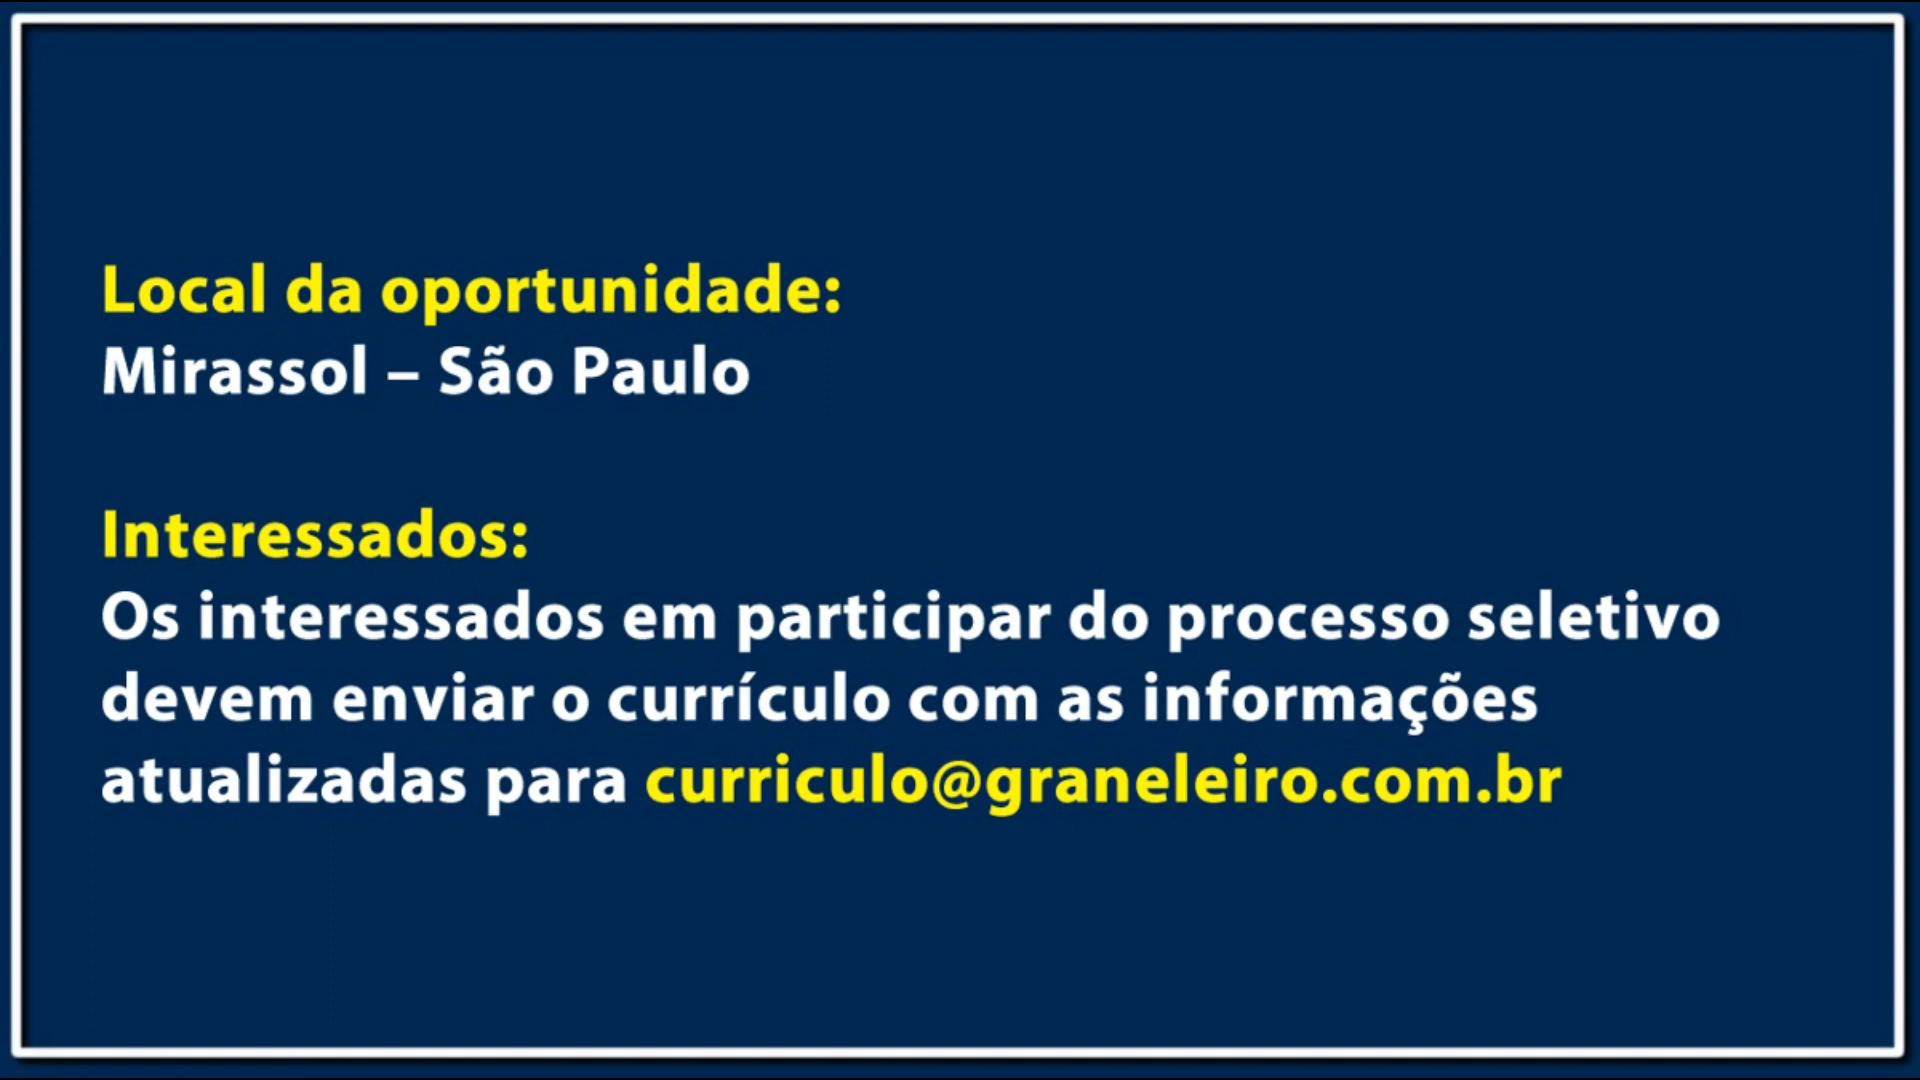 Local da oportunidade:
Mirassol – São Paulo
Interessados:
Os interessados em participar do processo seletivo
devem enviar o currículo com as informações
atualizadas para curriculo@graneleiro.com.br